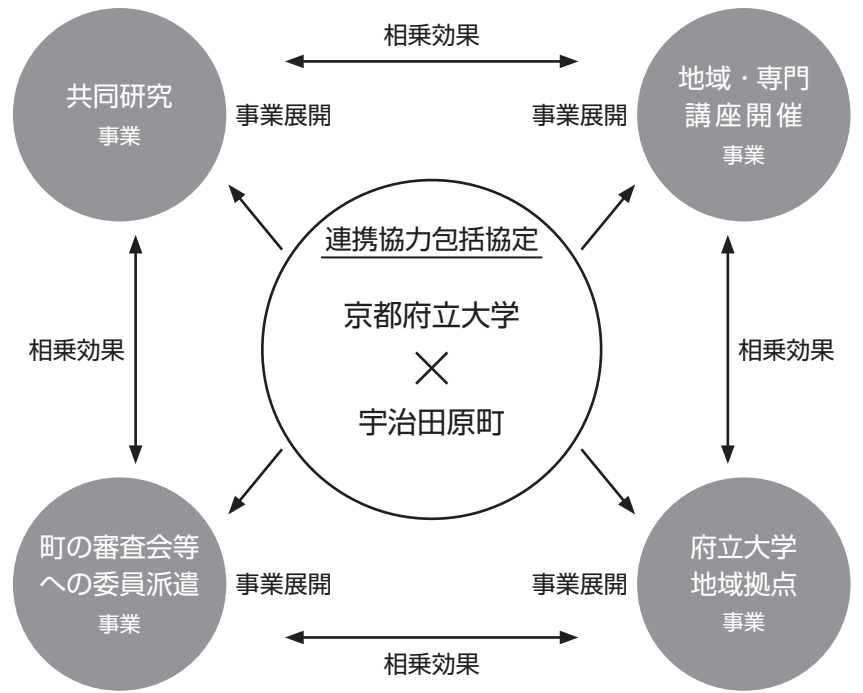 相乗効果
共同研究
事業
事業展開
事業展開
地域・専門
講座開催
事業
連携協力包括協定
京都府立大学
×
宇治田原町
相乗効果
相乗効果
町の審査会等
への委員派遣
事業
事業展開
事業展開
府立大学
地域拠点
事業
相乗効果